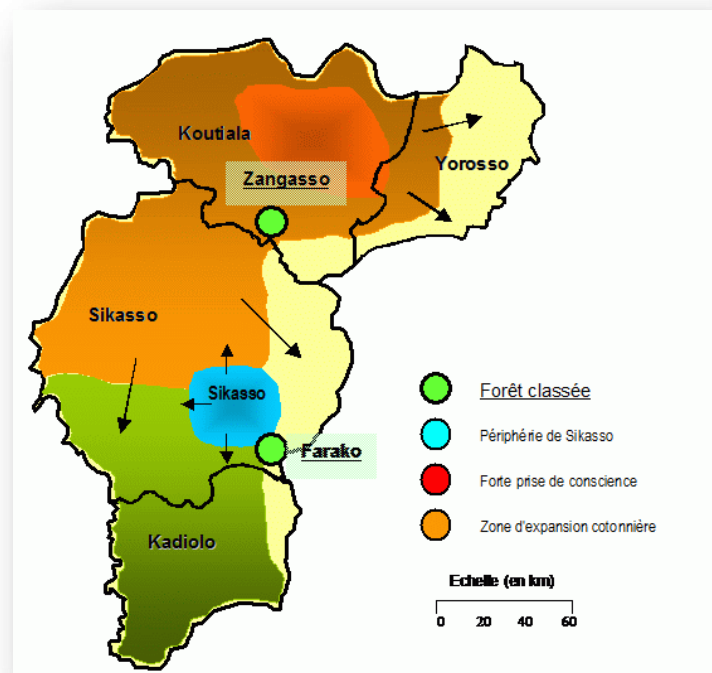 Koutiala
Yorosso
Zangasso
Sikasso
Sikasso
Farako
Kadiolo
Forêt classée
Périphérie de Sikasso
Forte prise de conscience
Zone d'expansion cotonnière
Echelle (en km)
0 20 40 60